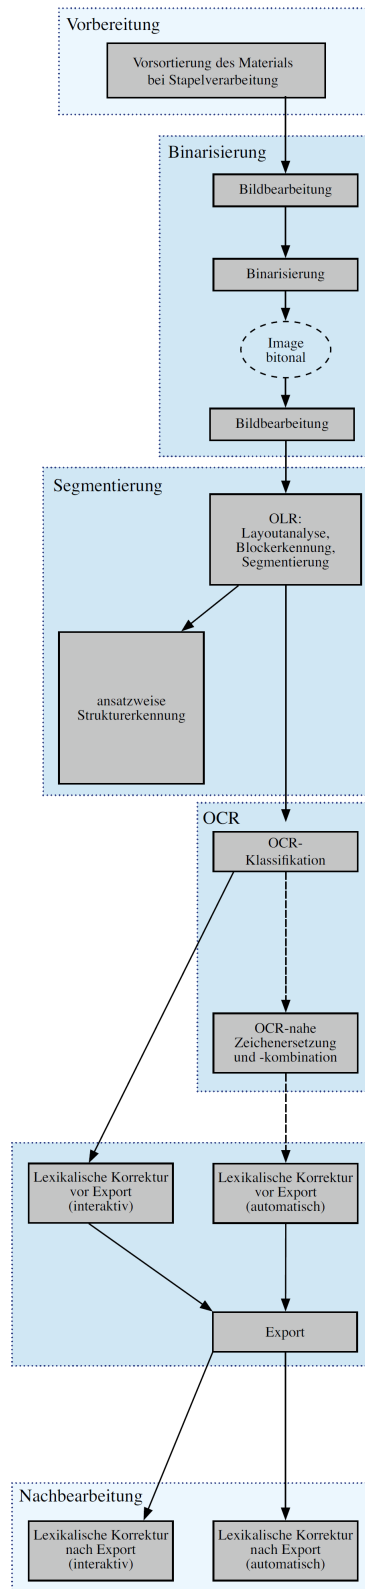 Vorbereitung
Vorsortierung des Materials
bei Stapelverarbeitung
Binarisierung
Bildbearbeitung
Binarisierung
Image
bitonal
Bildbearbeitung
Segmentierung
OLR:
Layoutanalyse,
Blockerkennung,
Segmentierung
ansatzweise
Strukturerkennung
OCR
OCR-
Klassifikation
OCR-nahe
Zeichenersetzung
und -kombination
Lexikalische Korrektur
vor Export
(interaktiv)
Lexikalische Korrektur
vor Export
(automatisch)
Export
Nachbearbeitung
Lexikalische Korrektur
nach Export
(interaktiv)
Lexikalische Korrektur
nach Export
(automatisch)